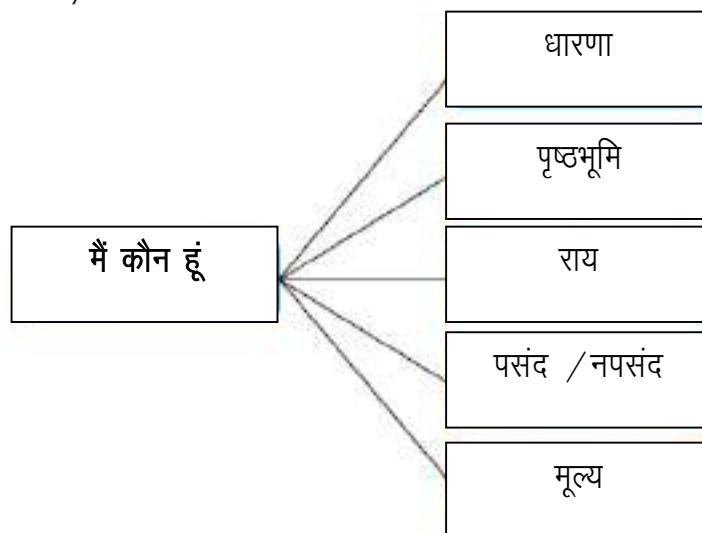 धारणा
पृष्ठभूमि
मैं कौन हूं
राय
पसंद /नपसंद
मूल्य